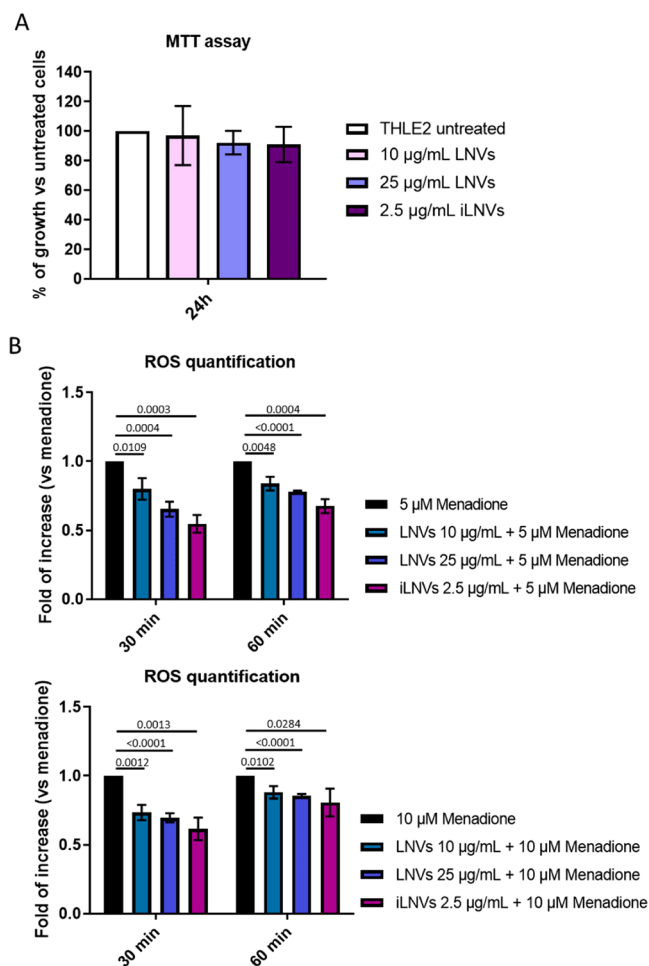 A
MTT assay
% of growth vs untreated cells
140
120
100
80
60
40
20
0
24h
THLE2 untreated
10 µg/mL LNVs
25 µg/mL LNVs
2.5 µg/mL iLNVs
B
ROS quantification
Fold of increase (vs menadione)
1.5
1.0
0.5
0.0
0.0003
0.0004
0.0109
0.0004
<0.0001
0.0048
30 min
60 min
5 µM Menadione
LNVs 10 µg/mL + 5 µM Menadione
LNVs 25 µg/mL + 5 µM Menadione
iLNVs 2.5 µg/mL + 5 µM Menadione
ROS quantification
Fold of increase (vs menadione)
1.5
1.0
0.5
0.0
0.0013
<0.0001
0.0012
0.0284
<0.0001
0.0102
30 min
60 min
10 µM Menadione
LNVs 10 µg/mL + 10 µM Menadione
LNVs 25 µg/mL + 10 µM Menadione
iLNVs 2.5 µg/mL + 10 µM Menadione